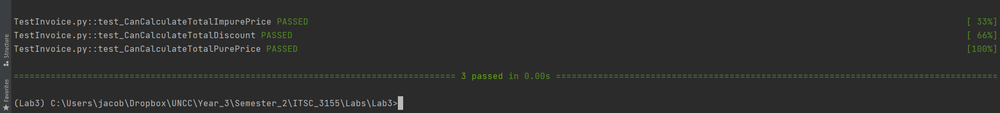 TestInvoice.py::test_CanCalculateTotalImpurePrice PASSED [ 33%]
TestInvoice.py::test_CanCalculateTotalDiscount PASSED [ 66%]
TestInvoice.py::test_CanCalculateTotalPurePrice PASSED [100%]
==================================================================================== 3 passed in 0.00s ====================================================================================
(Lab3) C:\Users\jacob\Dropbox\UNCC\Year_3\Semester_2\ITSC_3155\Labs\Lab3>
Structure
Favorites